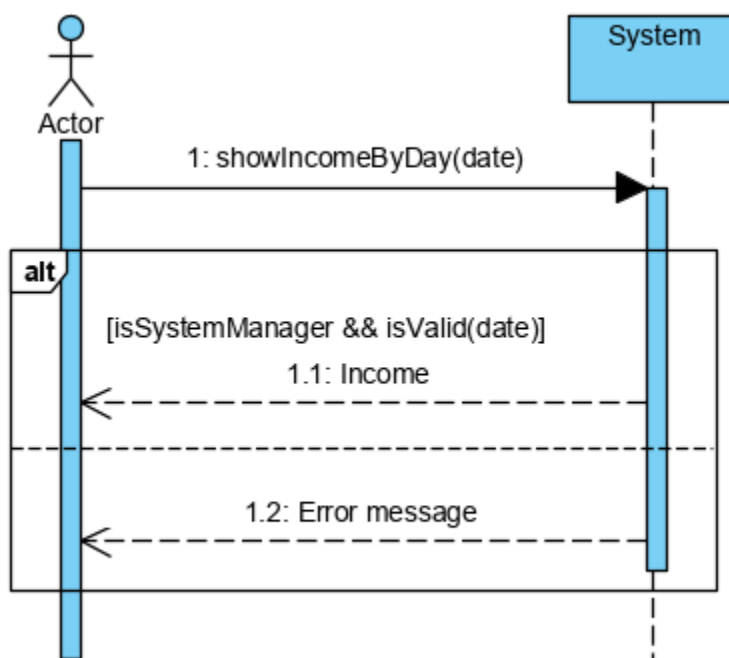 System
Actor
1: showIncomeByDay(date)
alt
[isSystemManager && isValid(date)]
1.1: Income
1.2: Error message